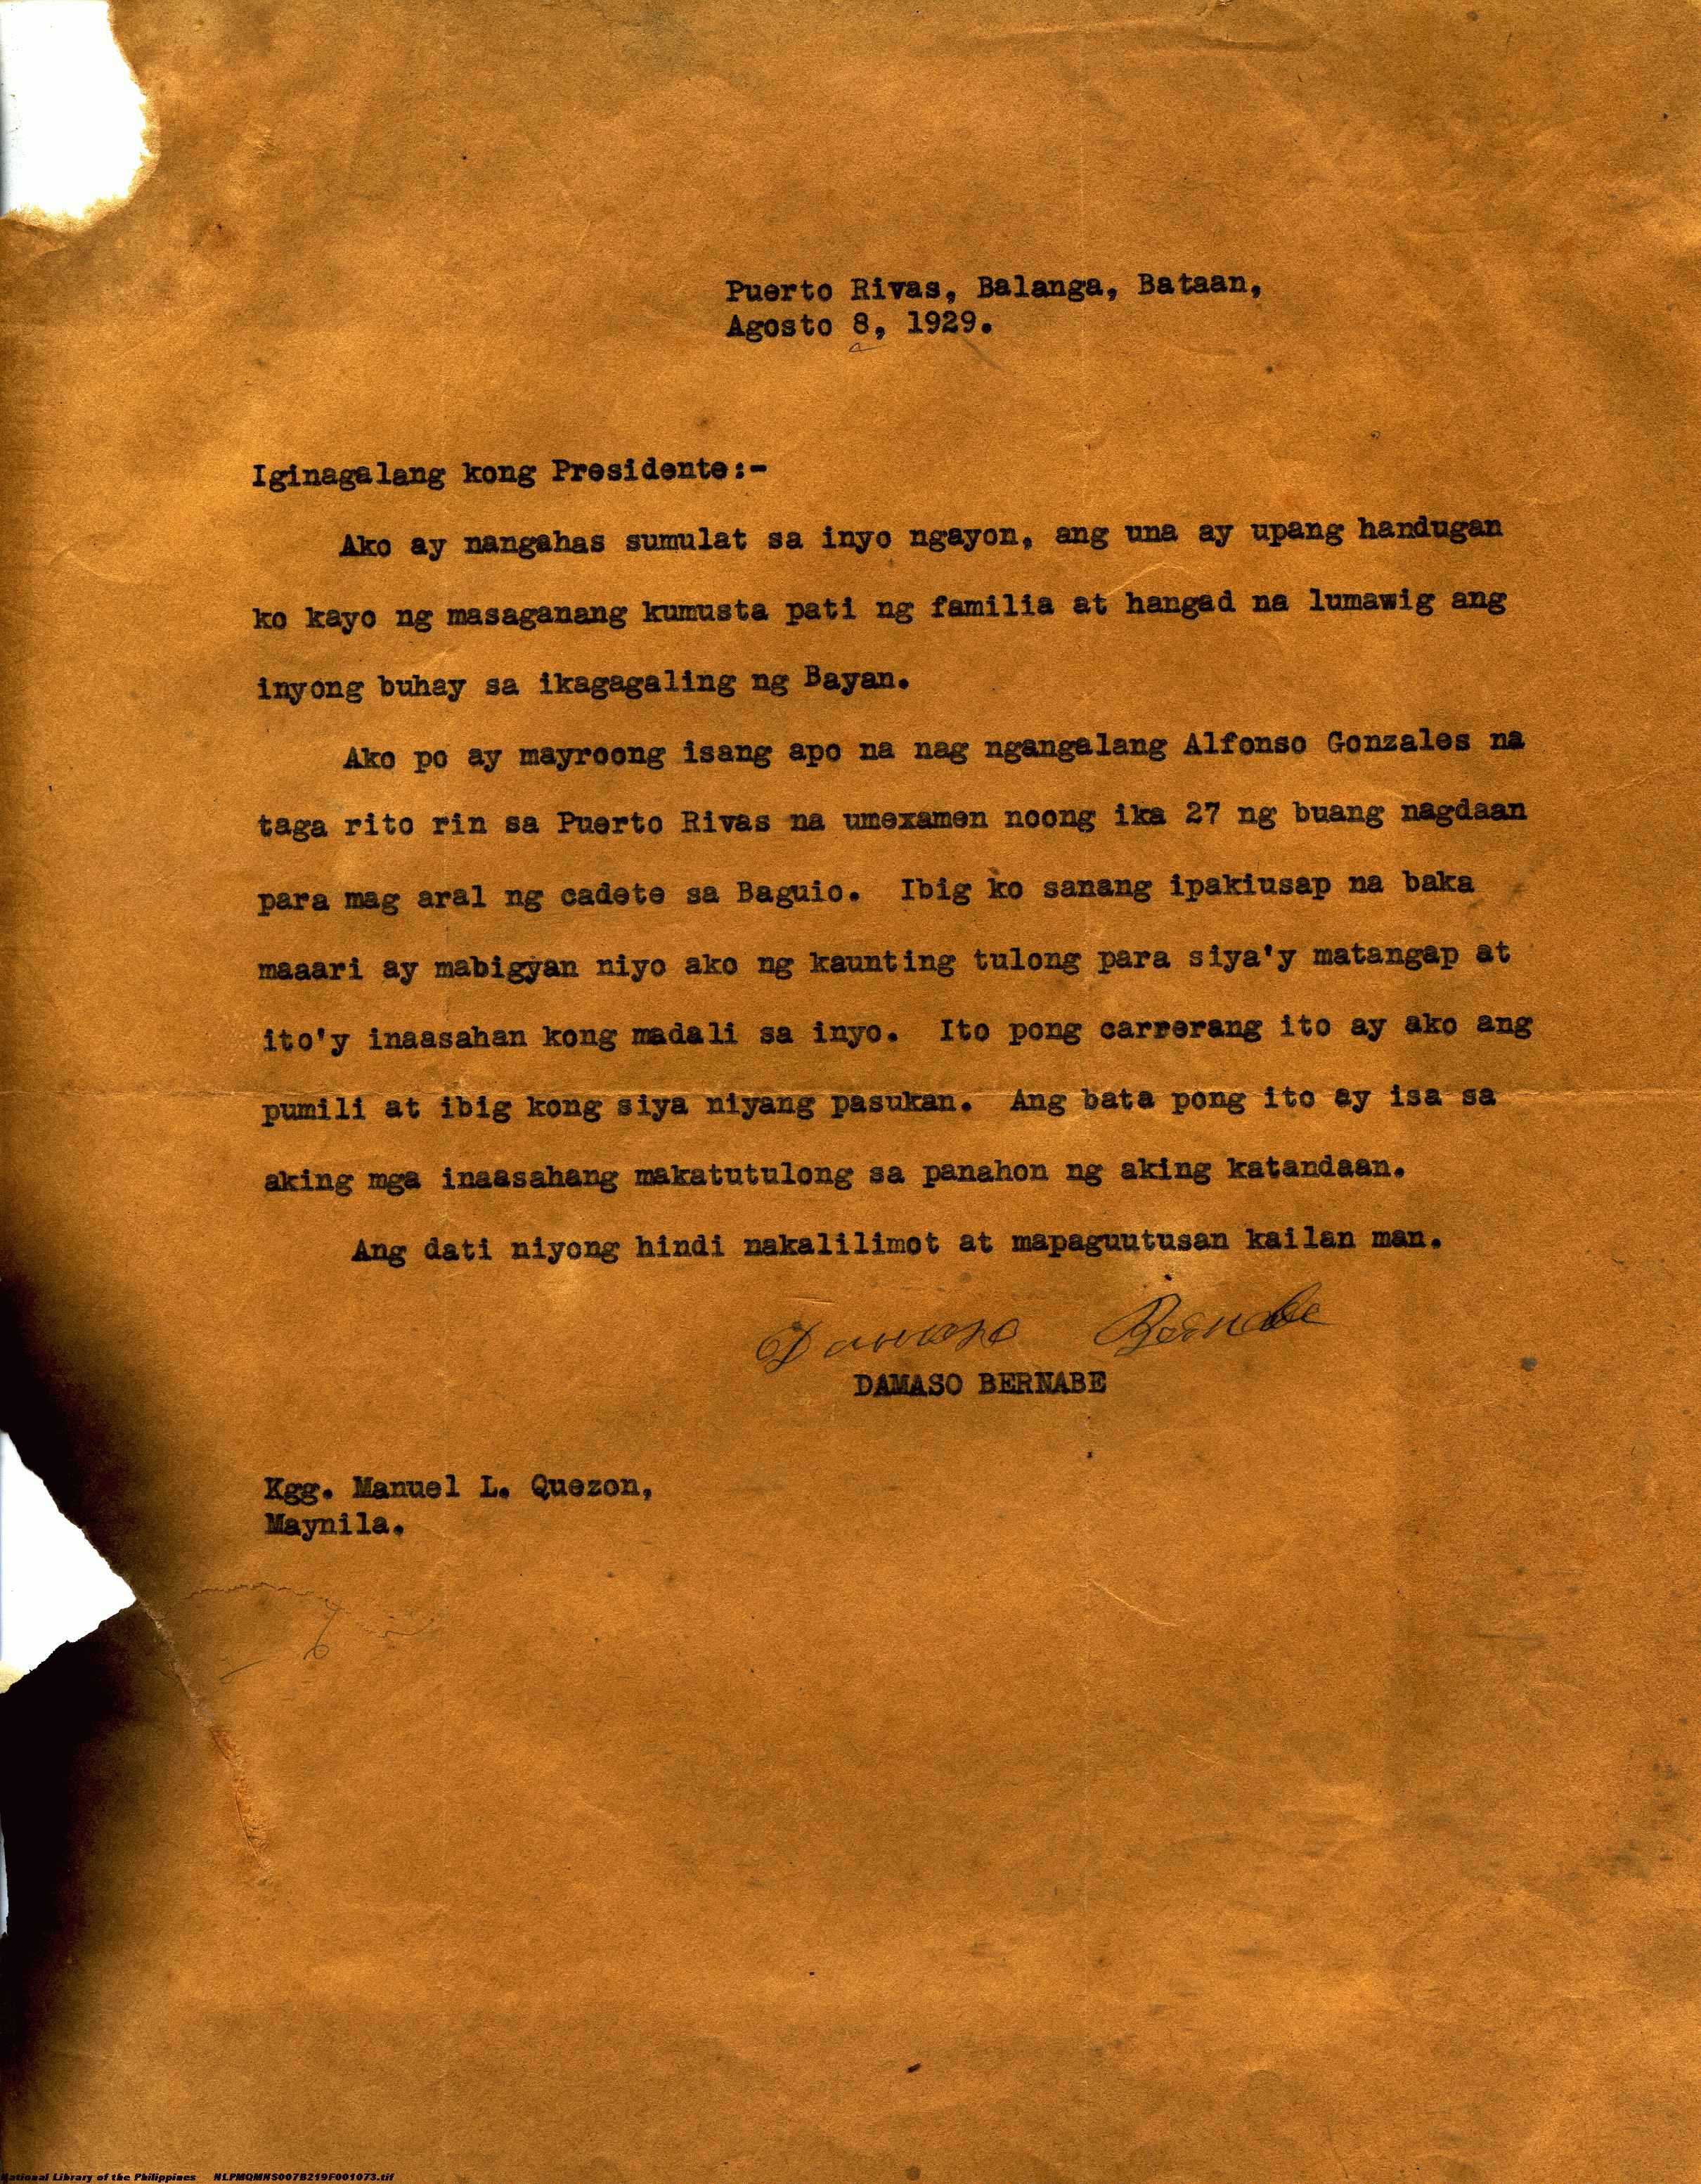 Puerto Rivas, Balanga, Bataan,
Agosto 8, 1929.
Iginagalang kong Presidente:-
Ako ay nangahas sumulat sa inyo ngayon, ang una ay upang handugan
ko kayo ng masaganang kumusta pati ng familia at hangad na lumawig ang
inyong buhay sa ikagagaling ng Bayan.
Ako po ay mayroong isang apo na nag ngangalang Alfonso Gonzales na
taga rito rin sa Puerto Rivas na umexamen noong ika 27 ng buang nagdaan
para mag aral ng cadete sa Baguio. Ibig ko sanang ipakiusap na baka
maaari ay mabigyan niyo ako ng kaunting tulong para siya'y matangap at
ito'y inaasahan kong madali sa inyo. Ito pong carrerang ito ay ako ang
pumili at ibig kong siya niyang pasukan. Ang bata pong ito ay isa sa
aking mga inaasahang makatutulong sa panahon ng aking katandaan.
Ang dati niyong hindi nakalilimot at mapaguutusan kailan man.
Damaso Bernabe
DAMASO BERNABE
Kgg. Manuel L. Quezon,
Maynila.
National Library of the Philippines NLPMQMNS007B219F001073.tif